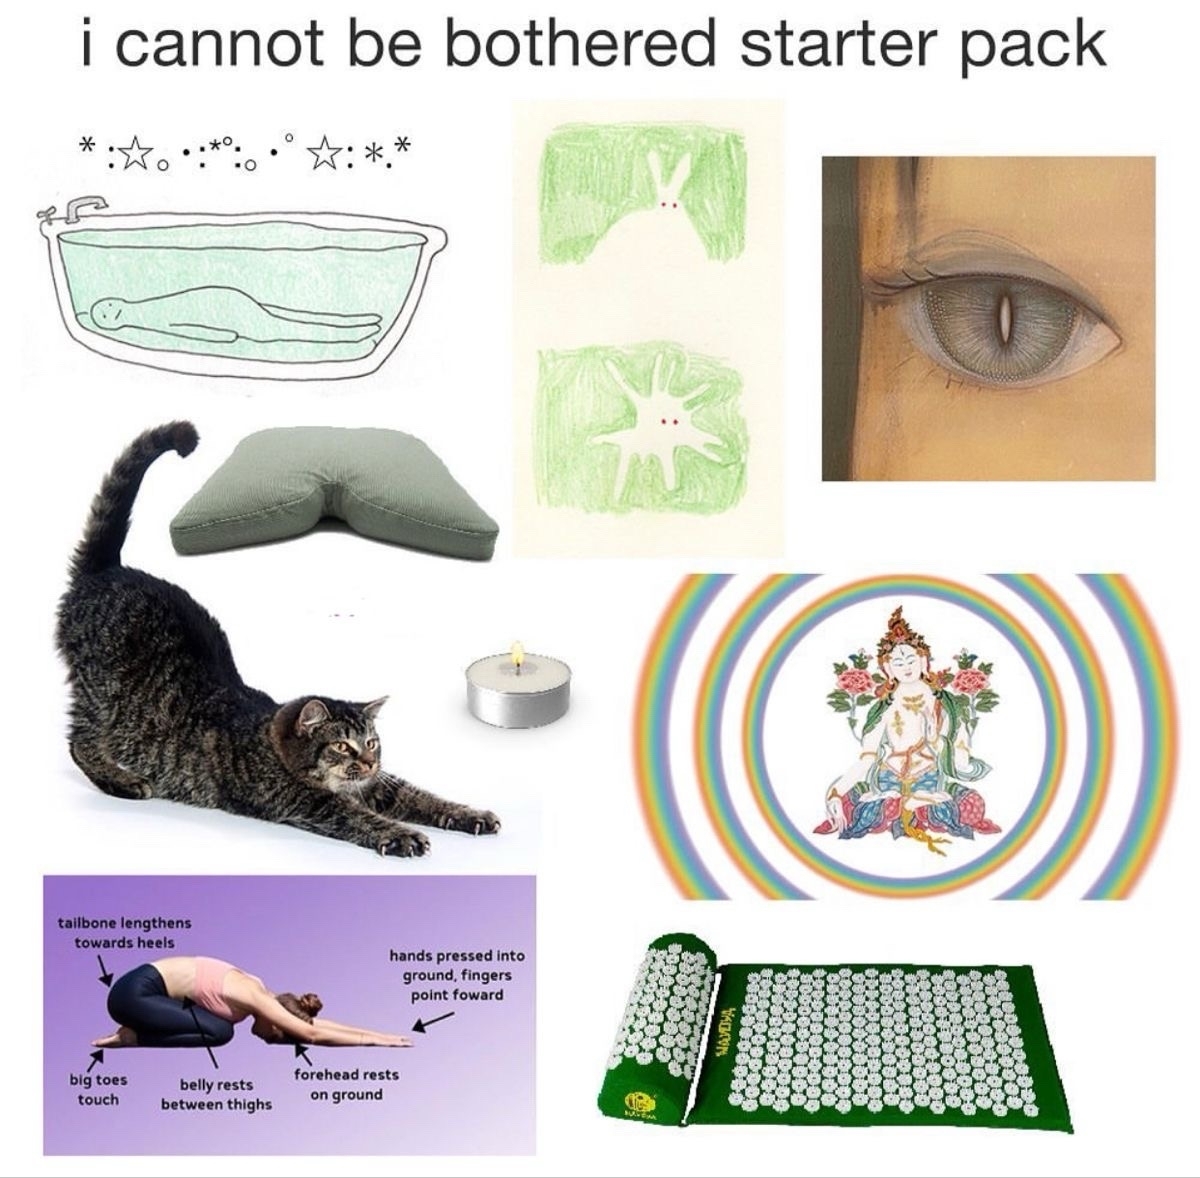 i cannot be bothered starter pack
* :☆。・:*°:。・゜☆: *.*
tailbone lengthens
towards heels
hands pressed into
ground, fingers
point foward
big toes
touch
belly rests
between thighs
forehead rests
on ground